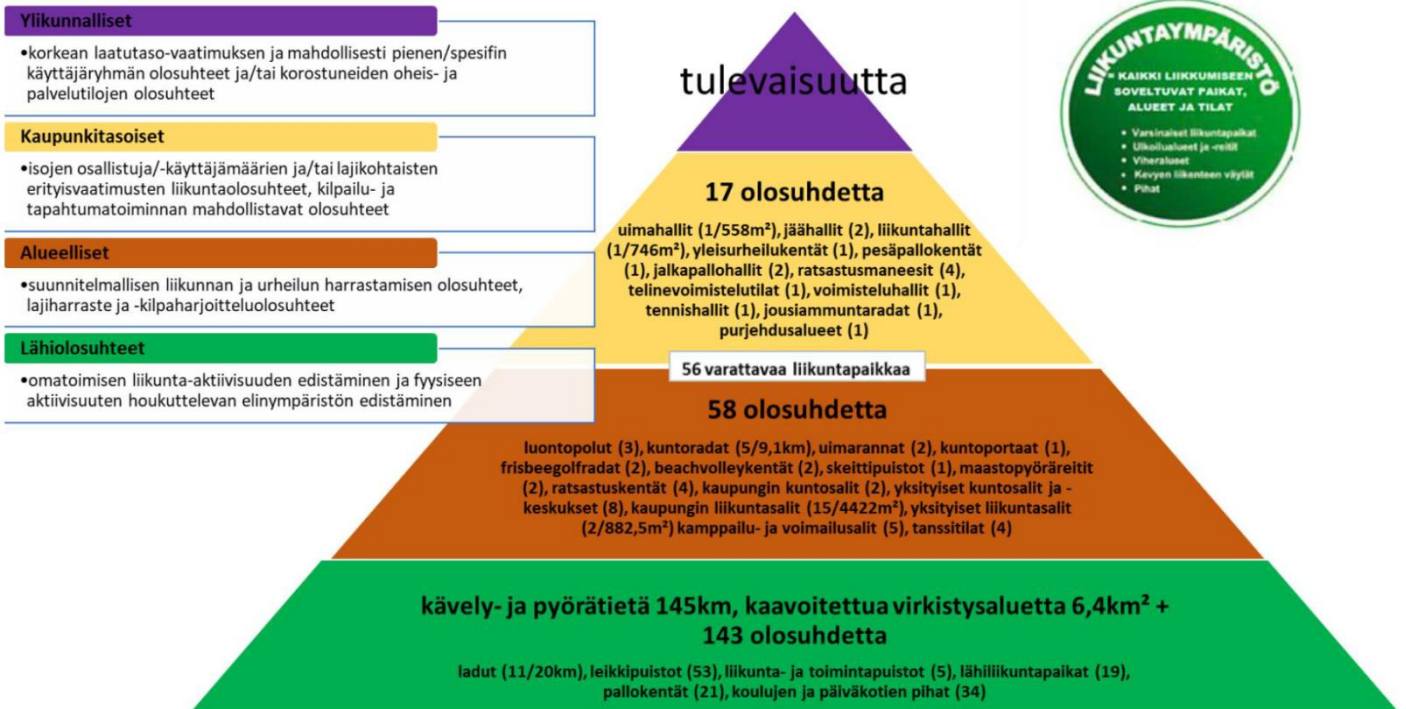 Ylikunnalliset
•korkean laatutaso-vaatimuksen ja mahdollisesti pienen/spesifin
käyttäjäryhmän olosuhteet ja/tai korostuneiden oheis- ja
palvelutilojen olosuhteet
Kaupunkitasoiset
•isojen osallistuja/-käyttäjämäärien ja/tai lajikohtaisten
erityisvaatimusten liikuntaolosuhteet, kilpailu- ja
tapahtumatoiminnan mahdollistavat olosuhteet
Alueelliset
•suunnitelmallisen liikunnan ja urheilun harrastamisen olosuhteet,
lajiharraste ja -kilpaharjoitteluolosuhteet
Lähiolosuhteet
•omatoimisen liikunta-aktiivisuuden edistäminen ja fyysiseen
aktiivisuuten houkuttelevan elinympäristön edistäminen
tulevaisuutta
17 olosuhdetta
uimahallit (1/558m²), jäähallit (2), liikuntahallit
(1/746m²), yleisurheilukentät (1), pesäpallokentät
(1), jalkapallohallit (2), ratsastusmaneesit (4),
telinevoimistelutilat (1), voimisteluhallit (1),
tennishallit (1), jousiammuntaradat (1),
purjehdusalueet (1)
56 varattavaa liikuntapaikkaa
58 olosuhdetta
luontopolut (3), kuntoradat (5/9,1km), uimarannat (2), kuntoportaat (1),
frisbeegolfradat (2), beachvolleykentät (2), skeittipuistot (1), maastopyöräreitit
(2), ratsastuskentät (4), kaupungin kuntosalit (2), yksityiset kuntosalit ja -
keskukset (8), kaupungin liikuntasalit (15/4422m²), yksityiset liikuntasalit
(2/882,5m²) kamppailu- ja voimailusalit (5), tanssitilat (4)
kävely- ja pyörätietä 145km, kaavoitettua virkistysaluetta 6,4km² +
143 olosuhdetta
ladut (11/20km), leikkipuistot (53), liikunta- ja toimintapuistot (5), lähiliikuntapaikat (19),
pallokentät (21), koulujen ja päiväkotien pihat (34)
LIIKUNTAYMPÄRISTÖ
= KAIKKI LIIKKUMISEEN
SOVELTUVAT PAIKAT,
ALUEET JA TILAT
• Varsinaiset liikuntapaikat
• Ulkoilualueet ja -reitit
• Viheralueet
• Kevyen liikenteen väylät
• Pihat